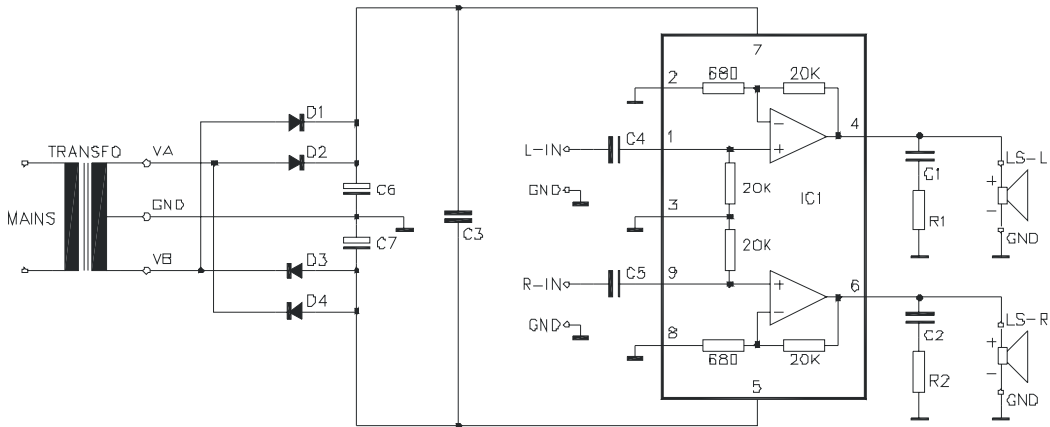 7
2
680
20K
D1
4
TRANSFO
VA
D2
1
C4
L-IN
LS-L
C1
C6
20K
+
-
GND
GND
IC1
MAINS
3
R1
C7
C3
GND
20K
VB
D3
C5
9
R-IN
6
D4
GND
LS-R
8
C2
+
-
680
20K
R2
5
GND